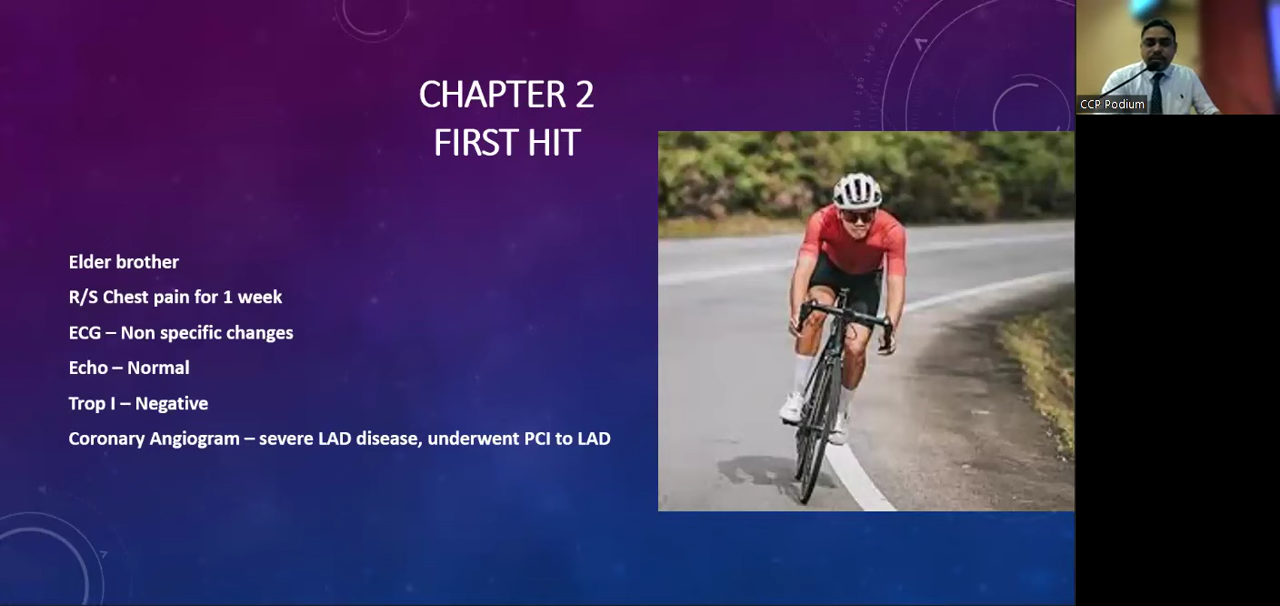 CHAPTER 2
FIRST HIT
Elder brother
R/S Chest pain for 1 week
ECG – Non specific changes
Echo – Normal
Trop I – Negative
Coronary Angiogram – severe LAD disease, underwent PCI to LAD
CCP Podium